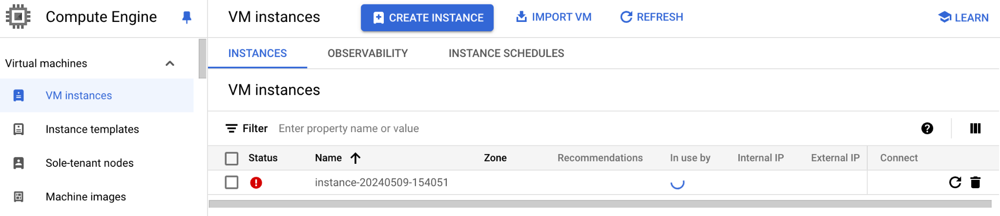 Compute Engine
VM instances
CREATE INSTANCE
IMPORT VM
REFRESH
LEARN
Virtual machines
VM instances
Instance templates
Sole-tenant nodes
Machine images
INSTANCES
OBSERVABILITY
INSTANCE SCHEDULES
VM instances
Filter Enter property name or value
Status Name Zone Recommendations In use by Internal IP External IP Connect
instance-20240509-154051